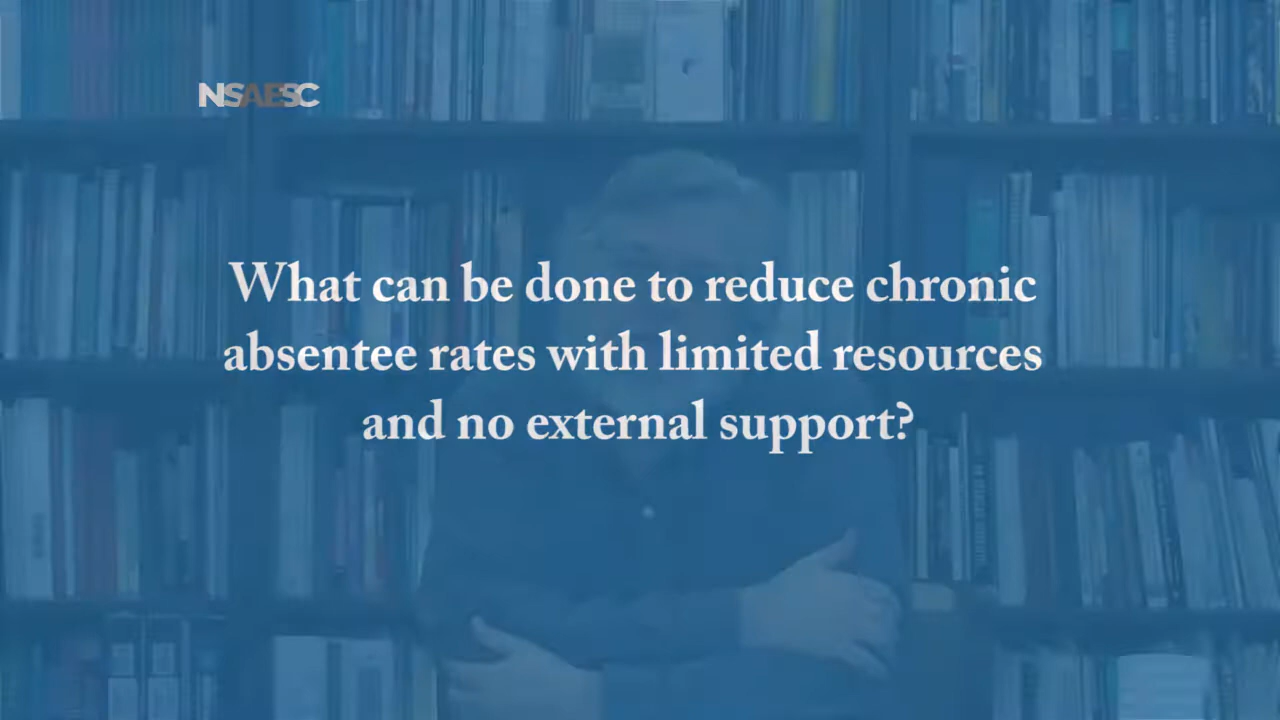 NSAESC
What can be done to reduce chronic
absentee rates with limited resources
and no external support?